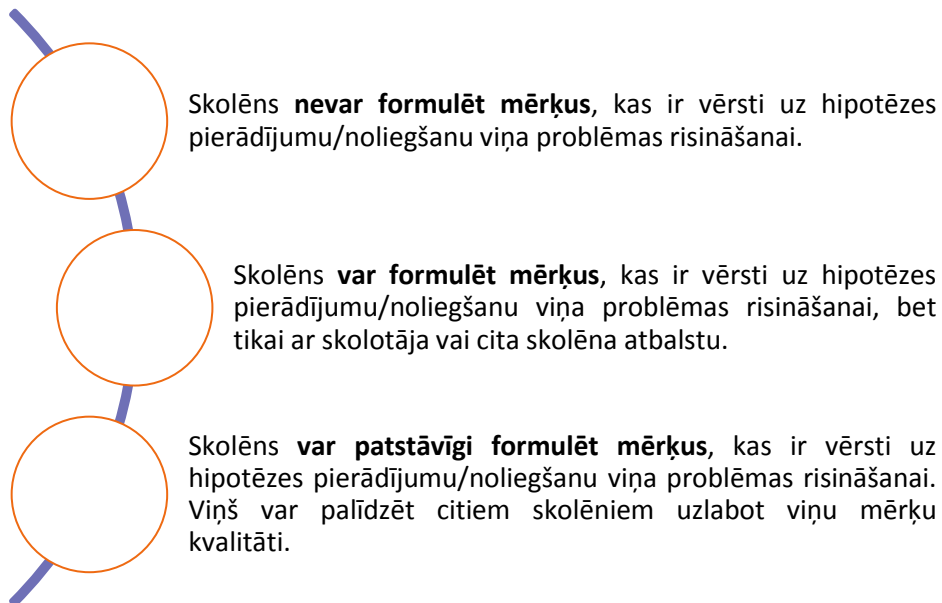 Skolēns nevar formulēt mērķus, kas ir vērsti uz hipotēzes
pierādījumu/noliegšanu viņa problēmas risināšanai.
Skolēns var formulēt mērķus, kas ir vērsti uz hipotēzes
pierādījumu/noliegšanu viņa problēmas risināšanai, bet
tikai ar skolotāja vai cita skolēna atbalstu.
Skolēns var patstāvīgi formulēt mērķus, kas ir vērsti uz
hipotēzes pierādījumu/noliegšanu viņa problēmas risināšanai.
Viņš var palīdzēt citiem skolēniem uzlabot viņu mērķu
kvalitāti.